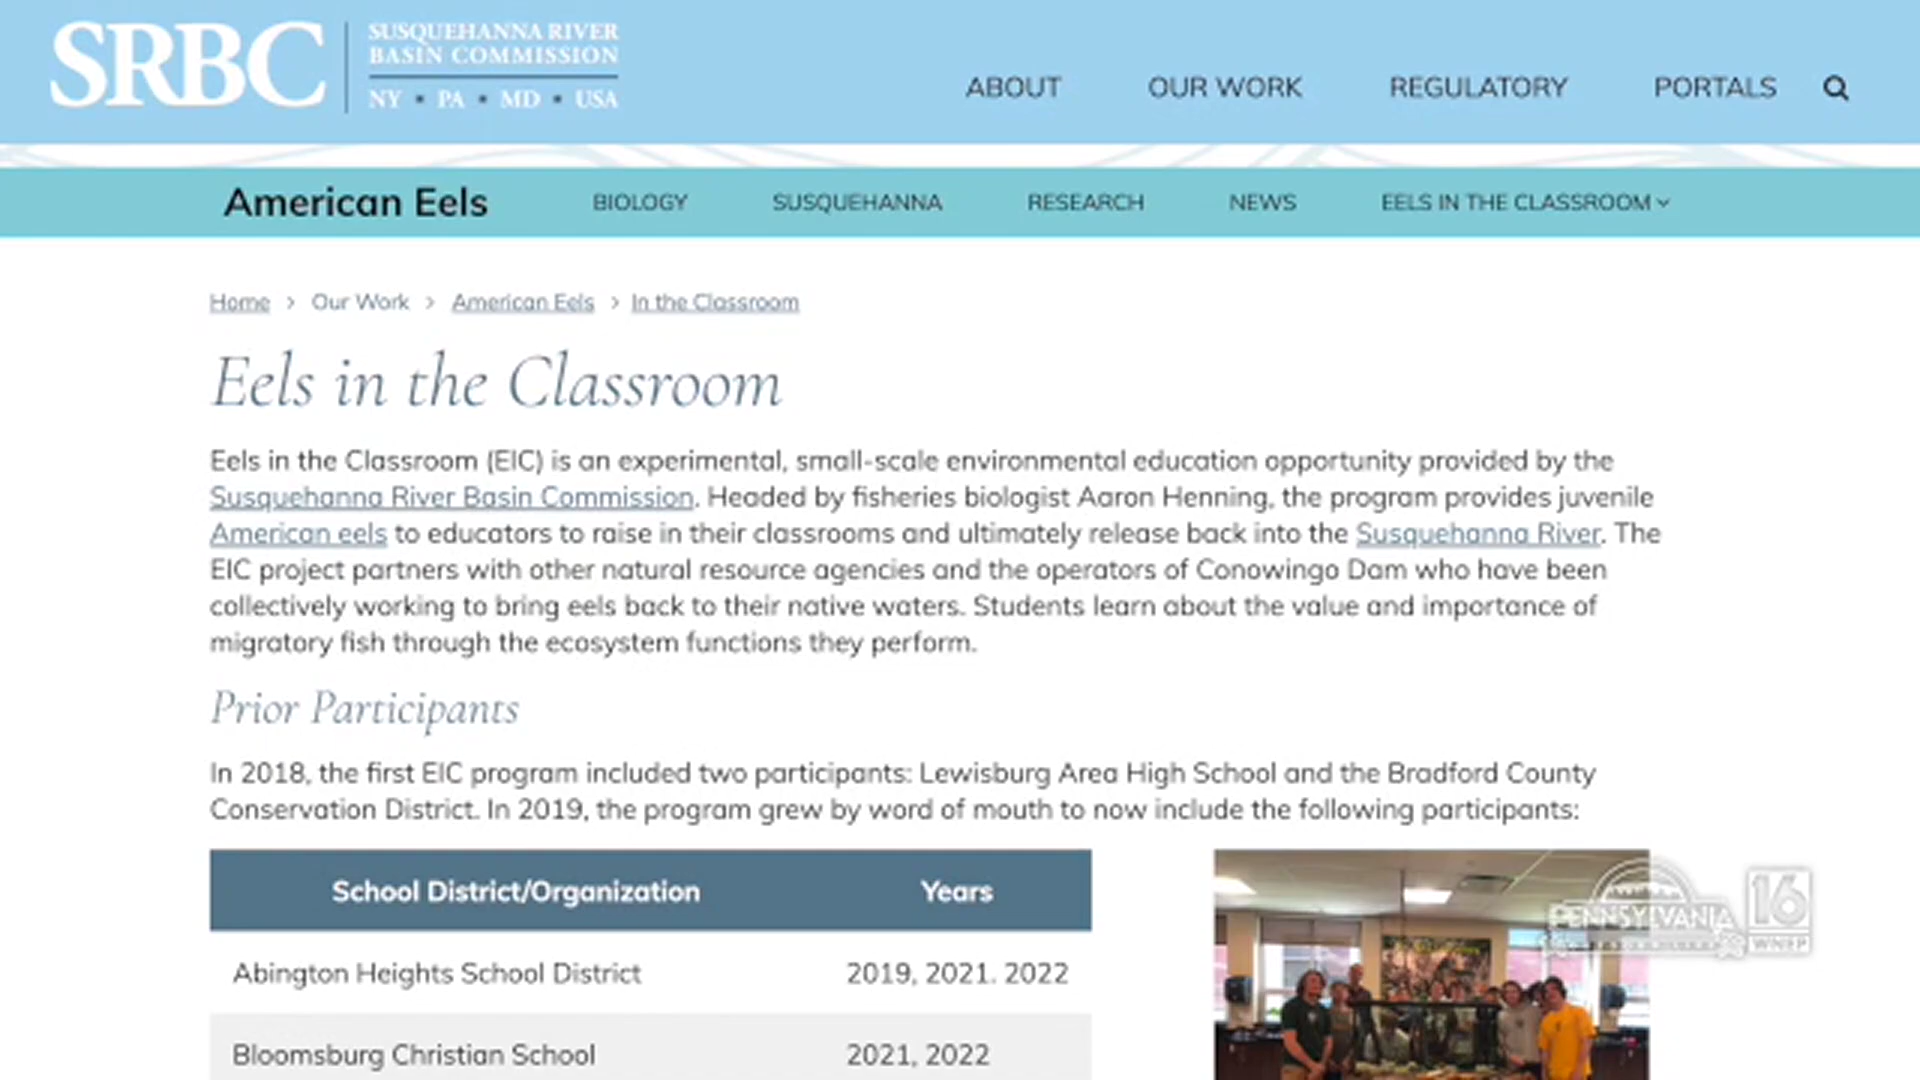 SRBC
SUSQUEHANNA RIVER
BASIN COMMISSION
NY ▪ PA ▪ MD ▪ USA
ABOUT
OUR WORK
REGULATORY
PORTALS
American Eels
BIOLOGY
SUSQUEHANNA
RESEARCH
NEWS
EELS IN THE CLASSROOM
Home > Our Work > American Eels > In the Classroom
Eels in the Classroom
Eels in the Classroom (EIC) is an experimental, small-scale environmental education opportunity provided by the
Susquehanna River Basin Commission. Headed by fisheries biologist Aaron Henning, the program provides juvenile
American eels to educators to raise in their classrooms and ultimately release back into the Susquehanna River. The
EIC project partners with other natural resource agencies and the operators of Conowingo Dam who have been
collectively working to bring eels back to their native waters. Students learn about the value and importance of
migratory fish through the ecosystem functions they perform.
Prior Participants
In 2018, the first EIC program included two participants: Lewisburg Area High School and the Bradford County
Conservation District. In 2019, the program grew by word of mouth to now include the following participants:
School District/Organization Years
Abington Heights School District 2019, 2021. 2022
Bloomsburg Christian School 2021, 2022
PENNSYLVANIA
16
WNEP